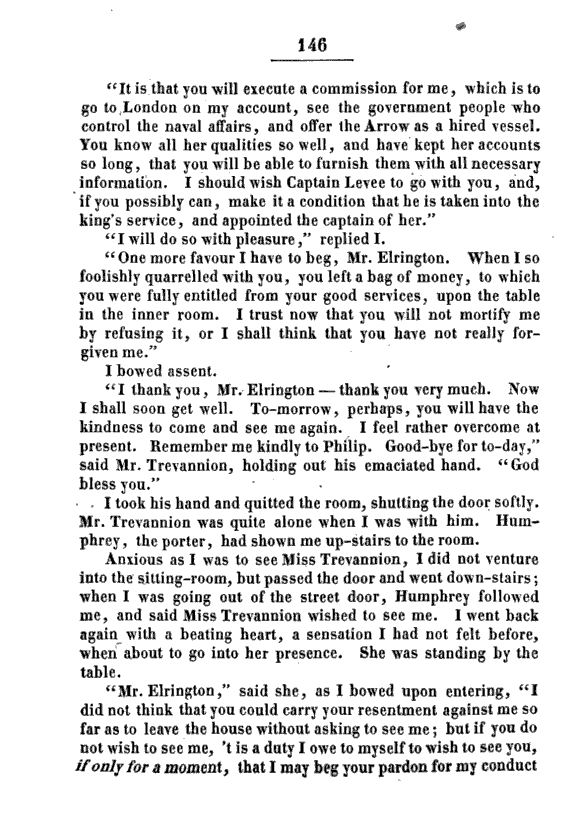 146
“It is that you will execute a commission for me, which is to
go to London on my account, see the government people who
control the naval affairs, and offer the Arrow as a hired vessel.
You know all her qualities so well, and have kept her accounts
so long, that you will be able to furnish them with all necessary
information. I should wish Captain Levee to go with you, and,
if you possibly can, make it a condition that he is taken into the
king's service, and appointed the captain of her.”
“I will do so with pleasure,” replied I.
“One more favour I have to beg, Mr. Elrington. When I so
foolishly quarrelled with you, you left a bag of money, to which
you were fully entitled from your good services, upon the table
in the inner room. I trust now that you will not mortify me
by refusing it, or I shall think that you have not really for-
given me.”
I bowed assent.
“I thank you, Mr. Elrington — thank you very much. Now
I shall soon get well. To-morrow, perhaps, you will have the
kindness to come and see me again. I feel rather overcome at
present. Remember me kindly to Philip. Good-bye for to-day,”
said Mr. Trevannion, holding out his emaciated hand. “God
bless you.”
I took his hand and quitted the room, shutting the door softly.
Mr. Trevannion was quite alone when I was with him. Hum-
phrey, the porter, had shown me up-stairs to the room.
Anxious as I was to see Miss Trevannion, I did not venture
into the sitting-room, but passed the door and went down-stairs;
when I was going out of the street door, Humphrey followed
me, and said Miss Trevannion wished to see me. I went back
again with a beating heart, a sensation I had not felt before,
when about to go into her presence. She was standing by the
table.
“Mr. Elrington,” said she, as I bowed upon entering, “I
did not think that you could carry your resentment against me so
far as to leave the house without asking to see me; but if you do
not wish to see me, 't is a duty I owe to myself to wish to see you,
if only for a moment, that I may beg your pardon for my conduct